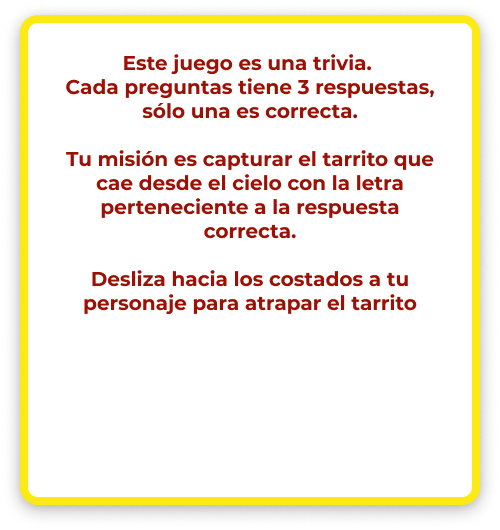 Este juego es una trivia.
Cada preguntas tiene 3 respuestas,
sólo una es correcta.
Tu misión es capturar el tarrito que
cae desde el cielo con la letra
perteneciente a la respuesta
correcta.
Desliza hacia los costados a tu
personaje para atrapar el tarrito